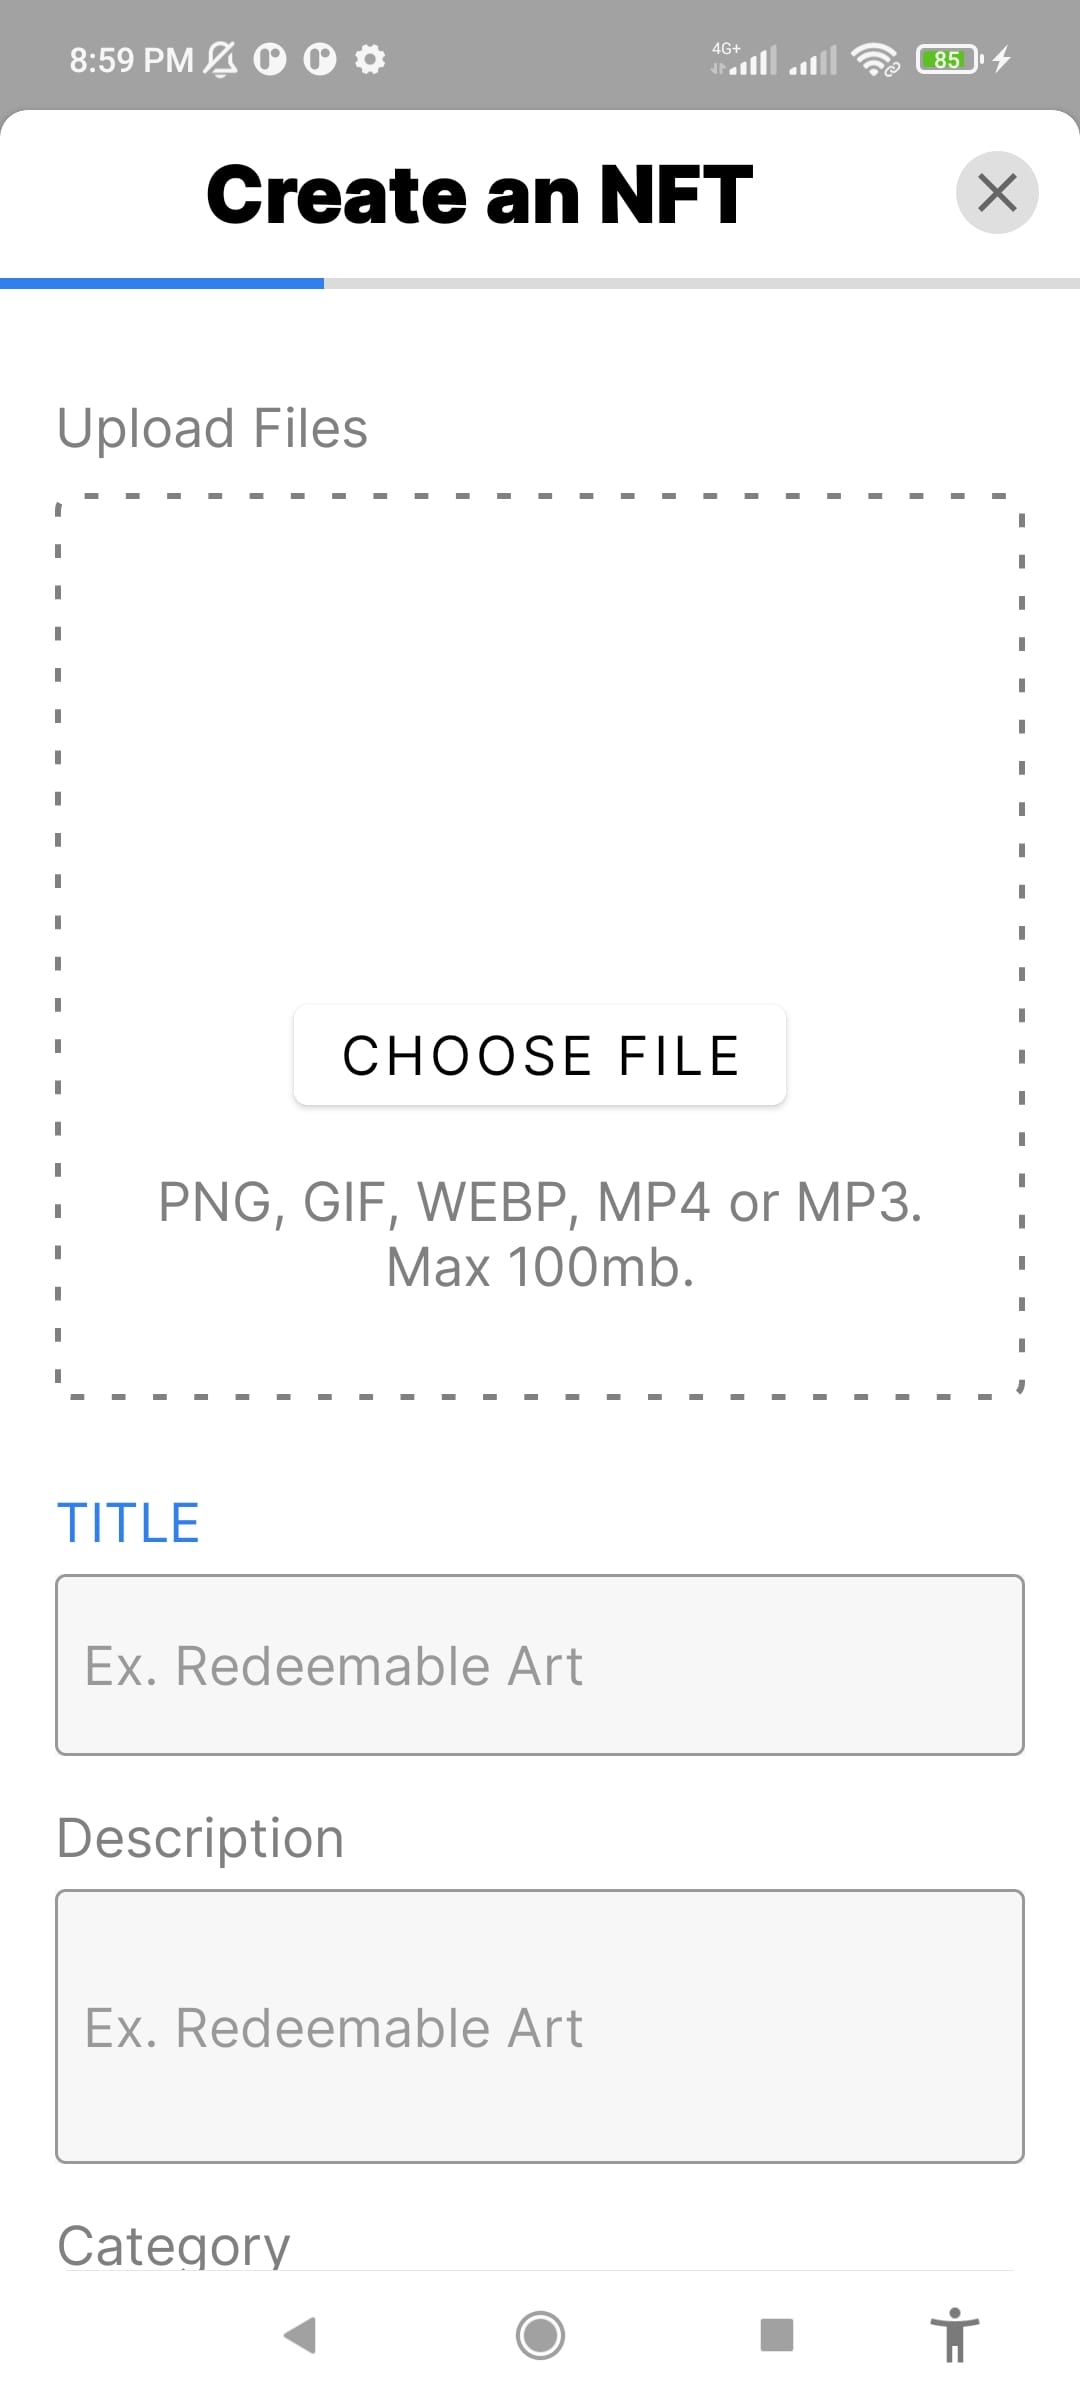 8:59 PM
4G+
85
Create an NFT
Upload Files
CHOOSE FILE
PNG, GIF, WEBP, MP4 or MP3.
Max 100mb.
TITLE
Ex. Redeemable Art
Description
Ex. Redeemable Art
Category